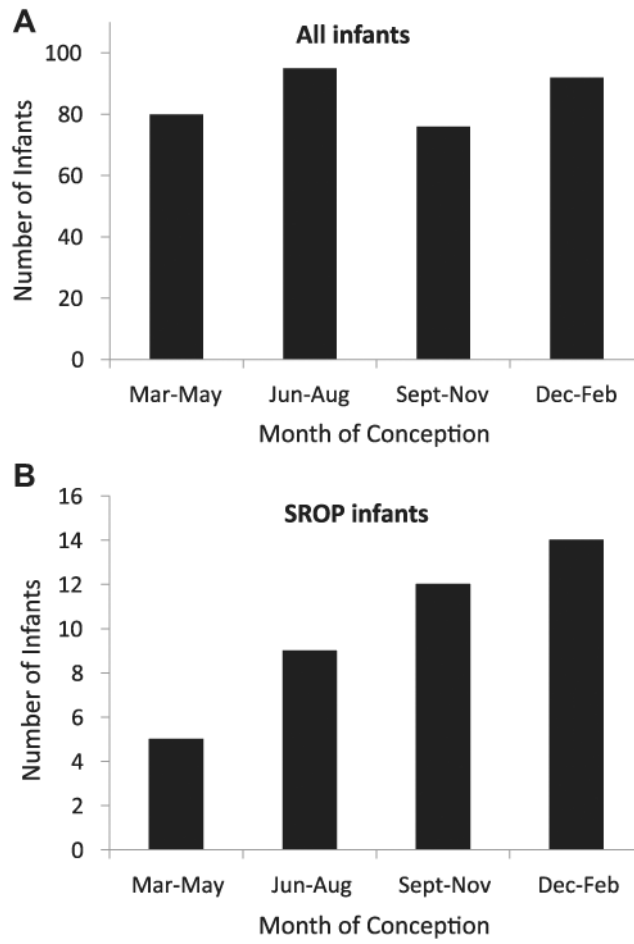 A
All infants
Number of Infants
100
80
60
40
20
0
Mar-May Jun-Aug Sept-Nov Dec-Feb
Month of Conception
B
SROP infants
Number of Infants
16
14
12
10
8
6
4
2
0
Mar-May Jun-Aug Sept-Nov Dec-Feb
Month of Conception